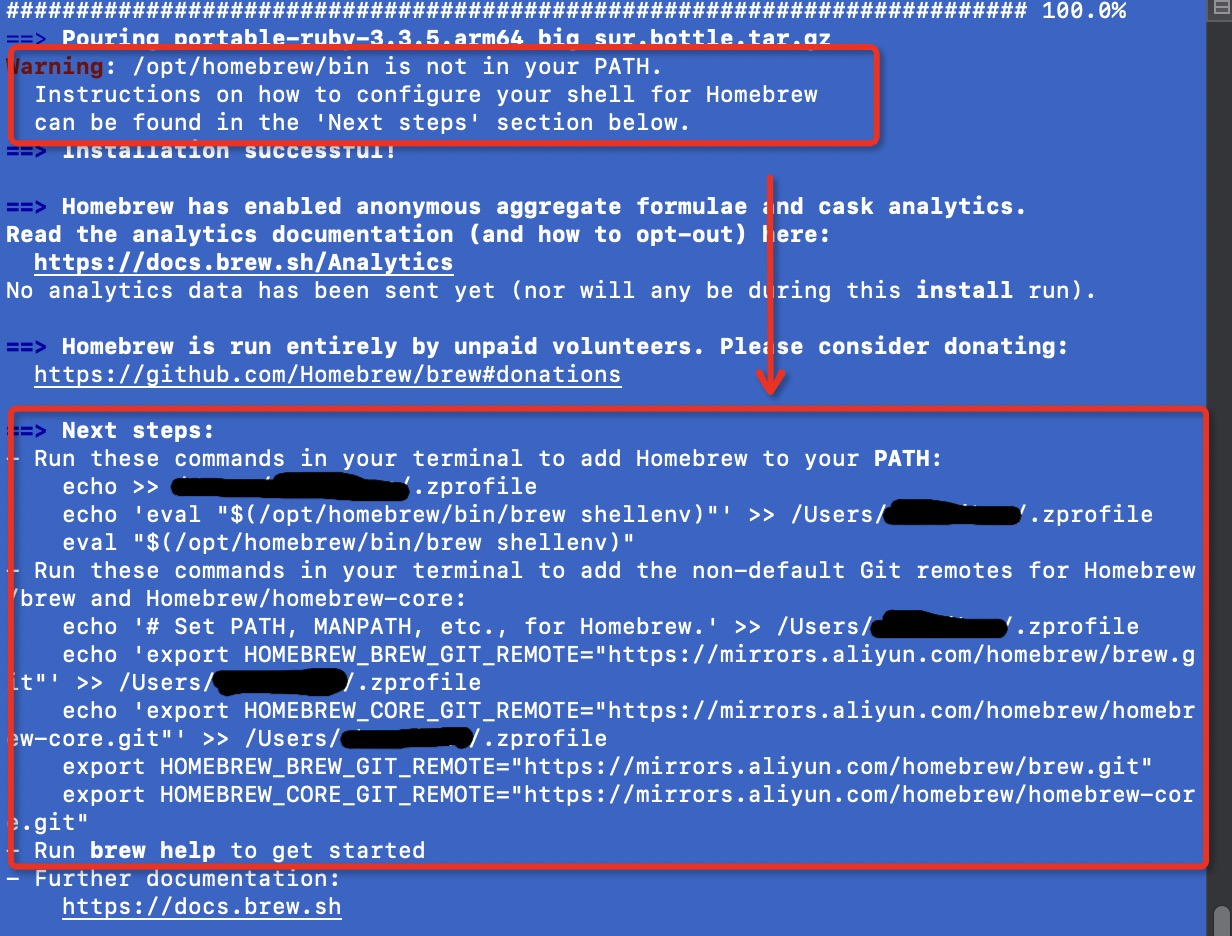 ######################################################################### 100.0%
==> Pouring portable-ruby-3.3.5.arm64_big_sur.bottle.tar.gz
Warning: /opt/homebrew/bin is not in your PATH.
Instructions on how to configure your shell for Homebrew
can be found in the 'Next steps' section below.
==> Installation successful!
==> Homebrew has enabled anonymous aggregate formulae and cask analytics.
Read the analytics documentation (and how to opt-out) here:
https://docs.brew.sh/Analytics
No analytics data has been sent yet (nor will any be during this install run).
==> Homebrew is run entirely by unpaid volunteers. Please consider donating:
https://github.com/Homebrew/brew#donations
==> Next steps:
- Run these commands in your terminal to add Homebrew to your PATH:
echo >> /.zprofile
echo 'eval "$(/opt/homebrew/bin/brew shellenv)"' >> /Users/ /.zprofile
eval "$(/opt/homebrew/bin/brew shellenv)"
- Run these commands in your terminal to add the non-default Git remotes for Homebrew
/brew and Homebrew/homebrew-core:
echo '# Set PATH, MANPATH, etc., for Homebrew.' >> /Users/ /.zprofile
echo 'export HOMEBREW_BREW_GIT_REMOTE="https://mirrors.aliyun.com/homebrew/brew.g
it"' >> /Users/ /.zprofile
echo 'export HOMEBREW_CORE_GIT_REMOTE="https://mirrors.aliyun.com/homebrew/homebr
ew-core.git"' >> /Users/ /.zprofile
export HOMEBREW_BREW_GIT_REMOTE="https://mirrors.aliyun.com/homebrew/brew.git"
export HOMEBREW_CORE_GIT_REMOTE="https://mirrors.aliyun.com/homebrew/homebrew-cor
e.git"
- Run brew help to get started
- Further documentation:
https://docs.brew.sh